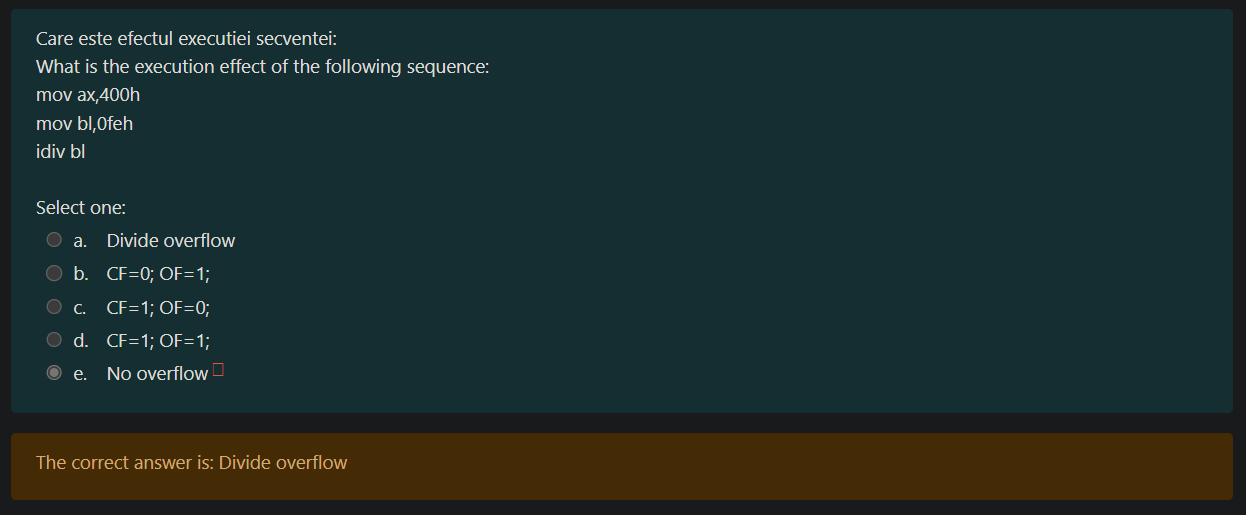 Care este efectul executiei secventei:
What is the execution effect of the following sequence:
mov ax,400h
mov bl,0feh
idiv bl
Select one:
a. Divide overflow
b. CF=0; OF=1;
c. CF=1; OF=0;
d. CF=1; OF=1;
e. No overflow
The correct answer is: Divide overflow